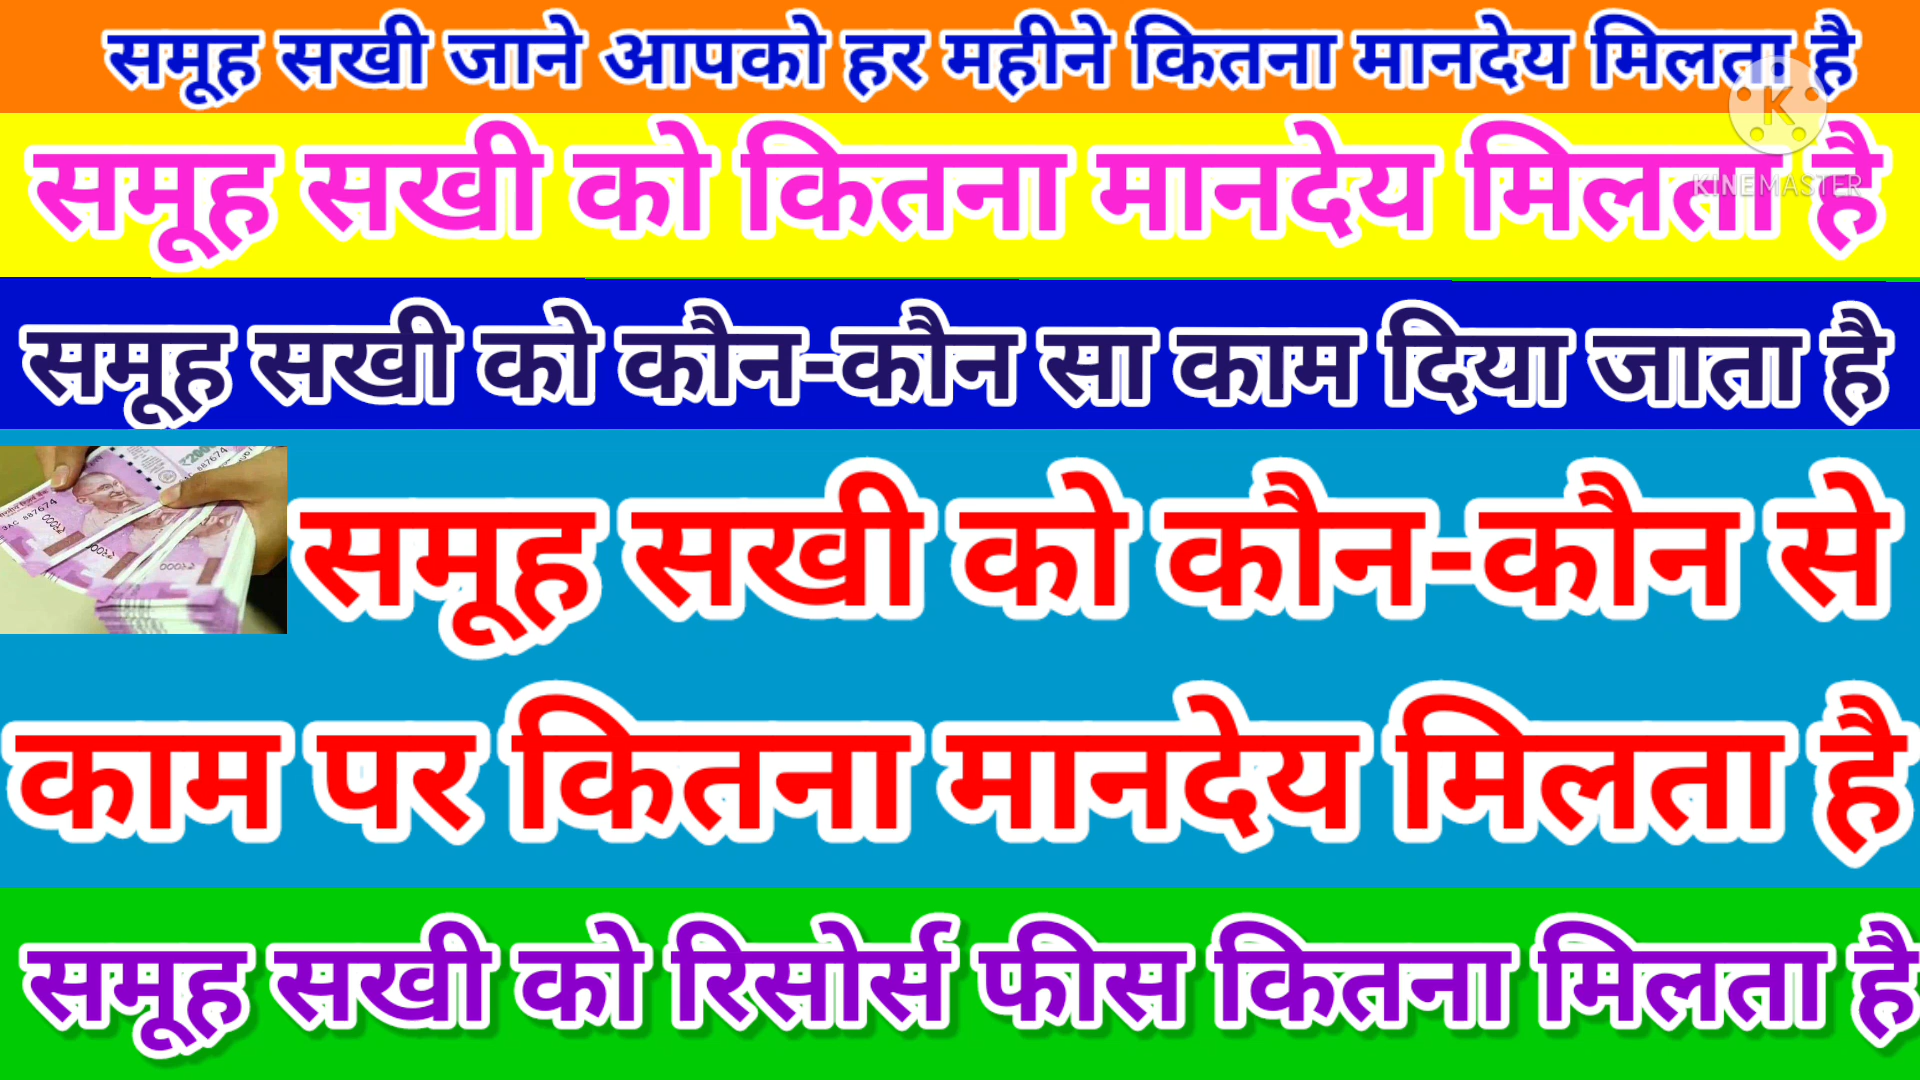 समूह सखी जाने आपको हर महीने कितना मानदेय मिलता है
K
KINEMASTER
समूह सखी को कितना मानदेय मिलता है
समूह सखी को कौन-कौन सा काम दिया जाता है
समूह सखी को कौन-कौन से
काम पर कितना मानदेय मिलता है
समूह सखी को रिसोर्स फीस कितना मिलता है